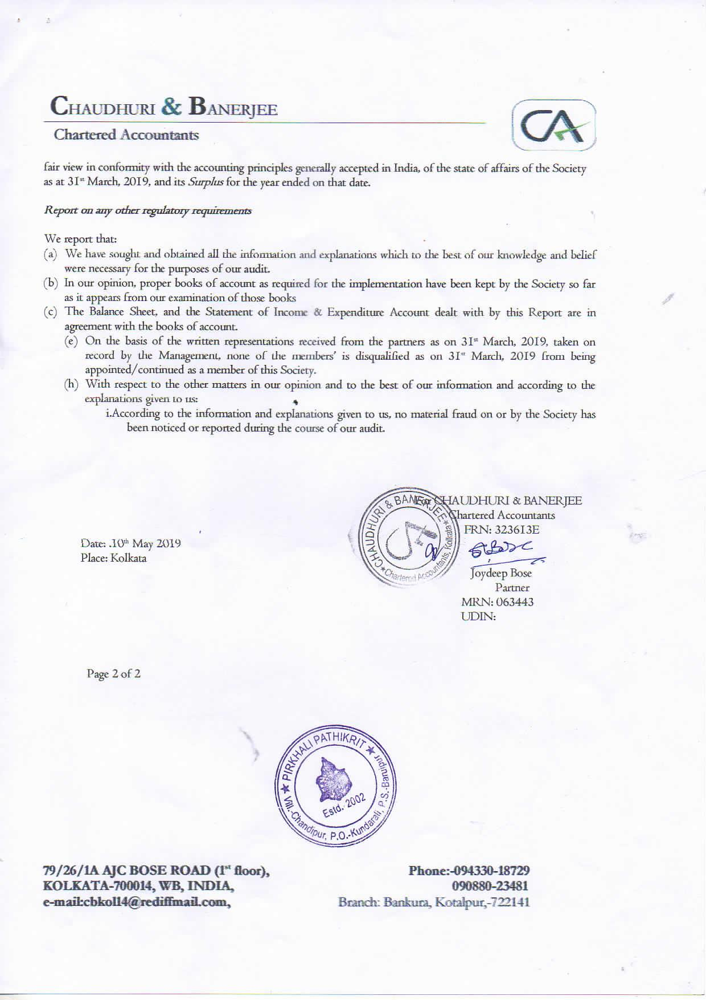 CHAUDHURI & BANERJEE
Chartered Accountants
CA
fair view in conformity with the accounting principles generally accepted in India, of the state of affairs of the Society
as at 31st March, 2019, and its Surplus for the year ended on that date.
Report on any other regulatory requirements
We report that:
(a) We have sought and obtained all the information and explanations which to the best of our knowledge and belief
were necessary for the purposes of our audit.
(b) In our opinion, proper books of account as required for the implementation have been kept by the Society so far
as it appears from our examination of those books
(c) The Balance Sheet, and the Statement of Income & Expenditure Account dealt with by this Report are in
agreement with the books of account.
(e) On the basis of the written representations received from the partners as on 31st March, 2019, taken on
record by the Management, none of the members' is disqualified as on 31st March, 2019 from being
appointed/continued as a member of this Society.
(h) With respect to the other matters in our opinion and to the best of our information and according to the
explanations given to us:
i.According to the information and explanations given to us, no material fraud on or by the Society has
been noticed or reported during the course of our audit.
For CHAUDHURI & BANERJEE
Chartered Accountants
FRN: 323613E
CHAUDHURI & BANERJEE
Chartered Accountants, Kolkata
Date: .10th May 2019
Place: Kolkata
Joydeep Bose
Partner
MRN: 063443
UDIN:
Page 2 of 2
PIRKHALI PATHIKRIT
Estd. 2002
Vill.-Chandipur, P.O.-Kundarali, P.S.-Baruipur
79/26/1A AJC BOSE ROAD (1st floor),
KOLKATA-700014, WB, INDIA,
e-mail:cbkol14@rediffmail.com,
Phone:-094330-18729
090880-23481
Branch: Bankura, Kotalpur,-722141